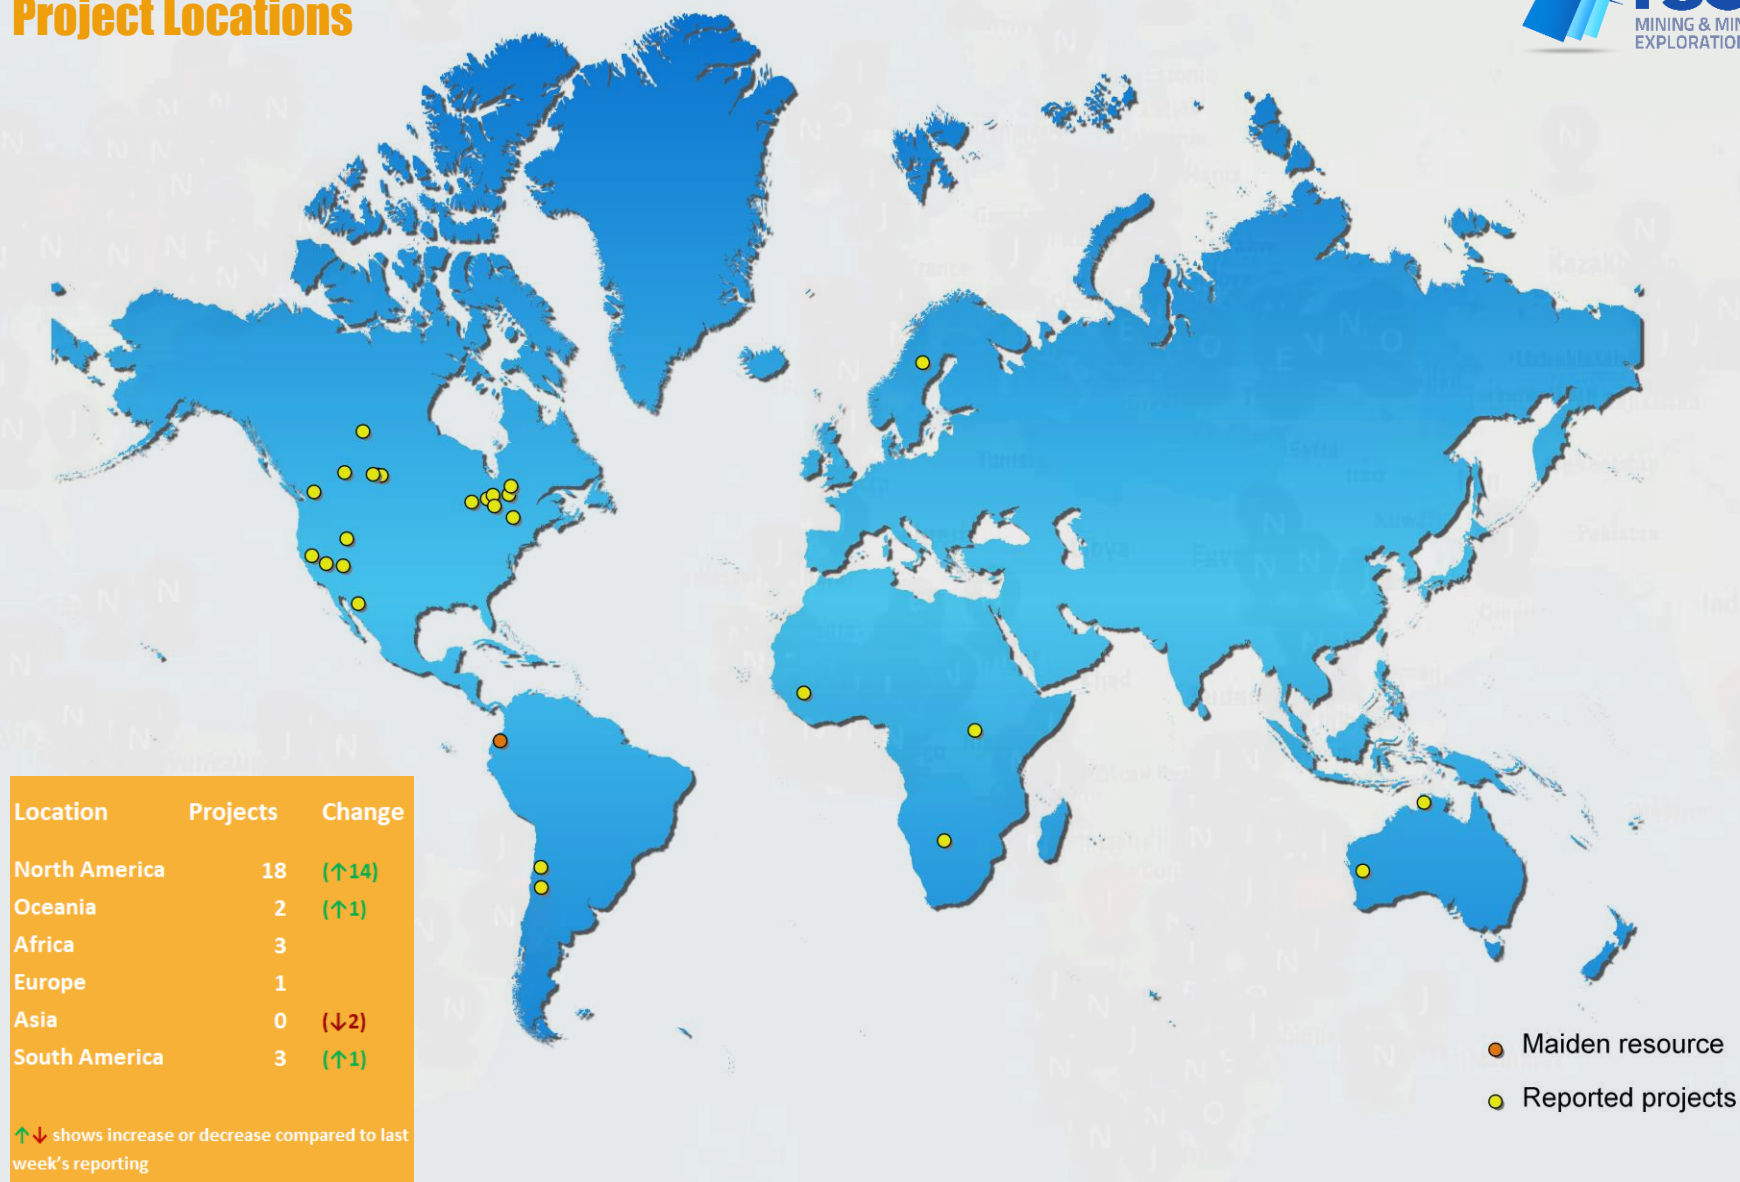 Project Locations
MINING & MIN
EXPLORATION
Location Projects Change
North America 18 (↑14)
Oceania 2 (↑1)
Africa 3
Europe 1
Asia 0 (↓2)
South America 3 (↑1)
↑↓ shows increase or decrease compared to last
week's reporting
Maiden resource
Reported projects